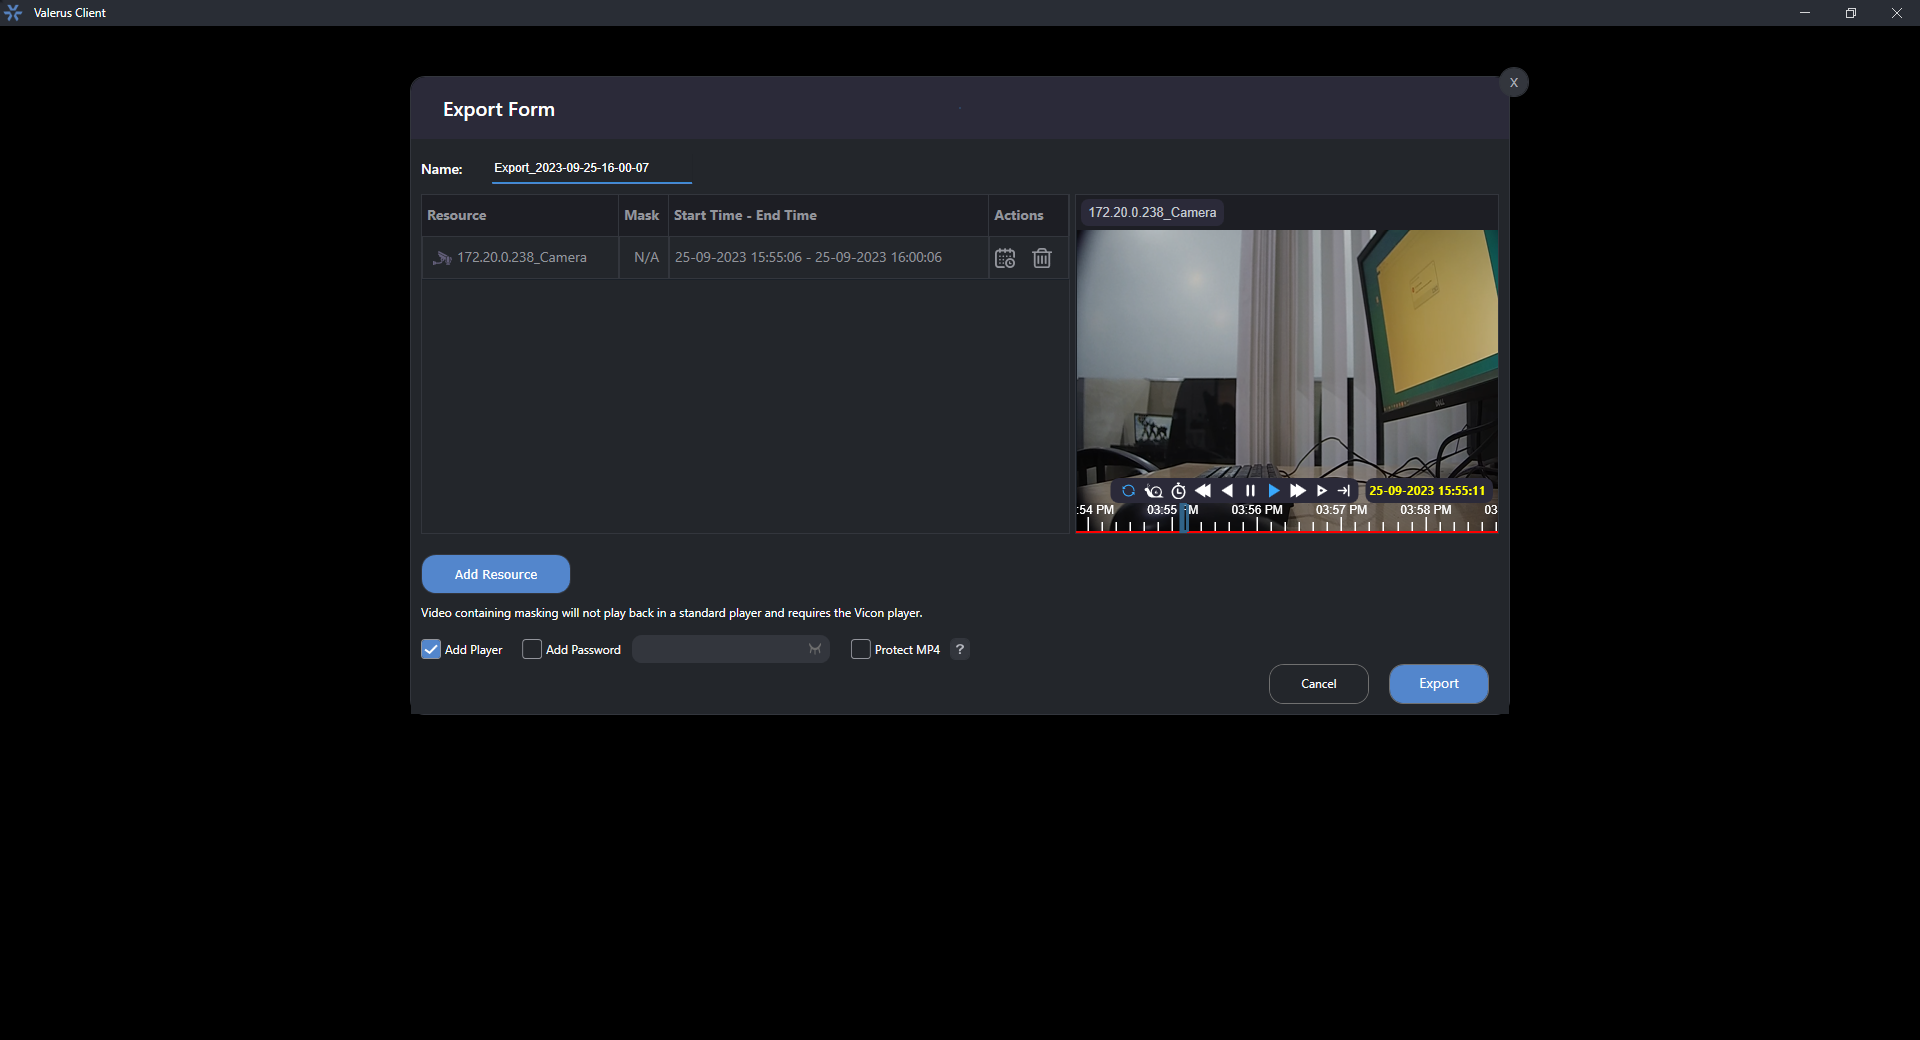 Valerus Client
X
Export Form
Name: Export_2023-09-25-16-00-07
Resource Mask Start Time - End Time Actions
172.20.0.238_Camera N/A 25-09-2023 15:55:06 - 25-09-2023 16:00:06
172.20.0.238_Camera
DELL
25-09-2023 15:55:11
:54 PM 03:55 PM 03:56 PM 03:57 PM 03:58 PM 03
Add Resource
Video containing masking will not play back in a standard player and requires the Vicon player.
Add Player Add Password Protect MP4 ?
Cancel Export